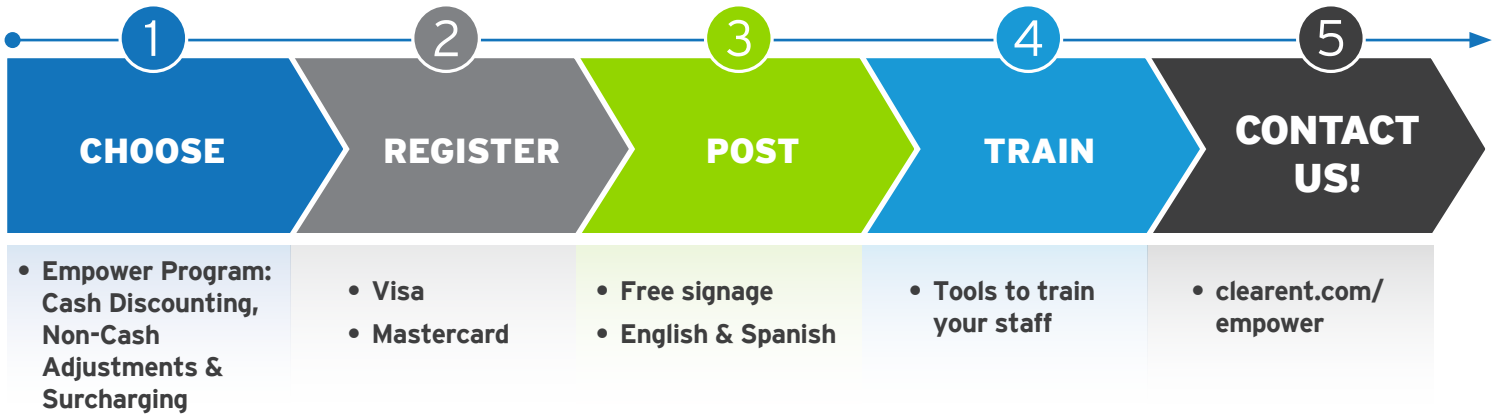 1
2
3
4
5
CHOOSE
REGISTER
POST
TRAIN
CONTACT
US!
• Empower Program:
Cash Discounting,
Non-Cash
Adjustments &
Surcharging
• Visa
• Mastercard
• Free signage
• English & Spanish
• Tools to train
your staff
• clearent.com/
empower